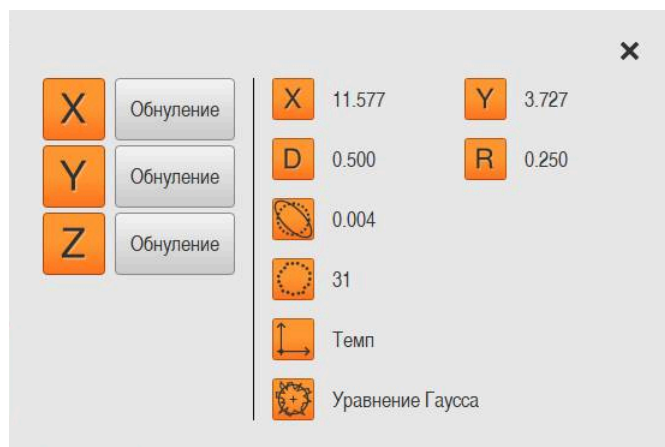 X Обнуление
Y Обнуление
Z Обнуление
X 11.577 Y 3.727
D 0.500 R 0.250
0.004
31
Темп
Уравнение Гаусса